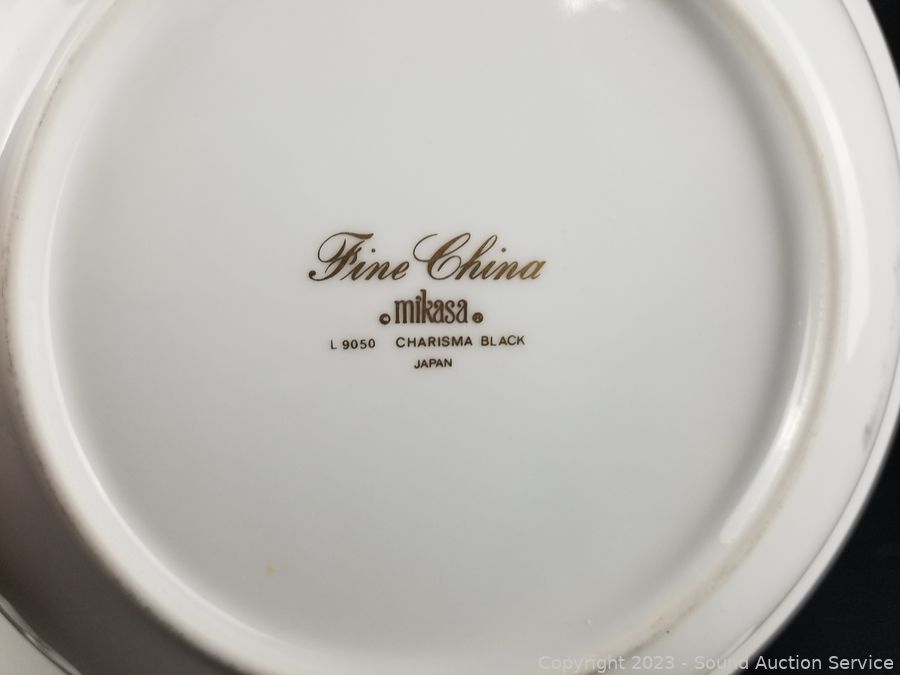 Fine China
© mikasa ®
L 9050 CHARISMA BLACK
JAPAN
Copyright 2023 - Sound Auction Service